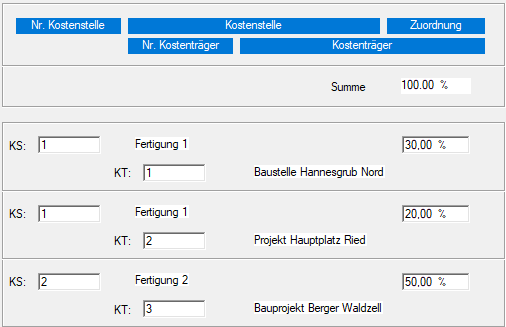 Nr. Kostenstelle Kostenstelle Zuordnung
Nr. Kostenträger Kostenträger
Summe 100.00 %
KS: 1 Fertigung 1 30,00 %
KT: 1 Baustelle Hannesgrub Nord
KS: 1 Fertigung 1 20,00 %
KT: 2 Projekt Hauptplatz Ried
KS: 2 Fertigung 2 50,00 %
KT: 3 Bauprojekt Berger Waldzell